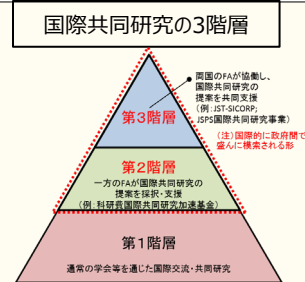 国際共同研究の3階層
● 両国のFAが協働し、
国際共同研究の
提案を共同支援
(例:JST-SICORP;
JSPS国際共同研究事業)
(注)国際的に政府間で
盛んに模索される形
第3階層
第2階層
一方のFAが国際共同研究の
提案を採択・支援
(例:科研費国際共同研究加速基金)
第1階層
通常の学会等を通じた国際交流・共同研究